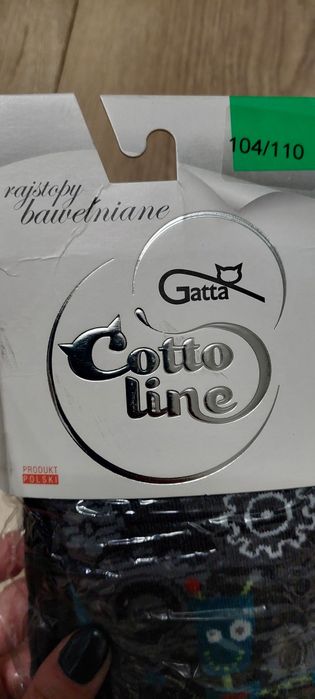 104/110
rajstopy
bawełniane
Gatta
Cotto
line
PRODUKT
POLSKI